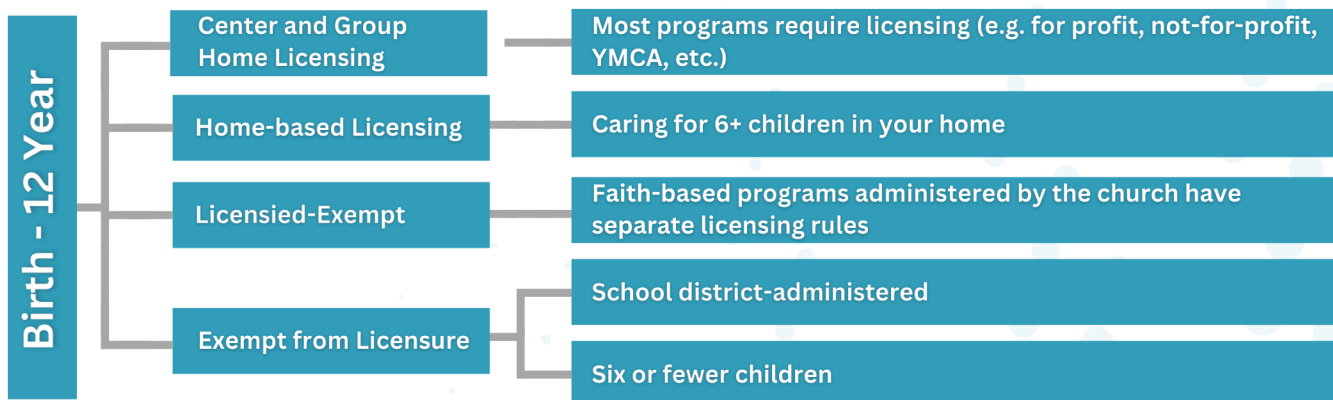 Birth - 12 Year
Center and Group
Home Licensing
Most programs require licensing (e.g. for profit, not-for-profit,
YMCA, etc.)
Home-based Licensing
Caring for 6+ children in your home
Licensied-Exempt
Faith-based programs administered by the church have
separate licensing rules
Exempt from Licensure
School district-administered
Six or fewer children